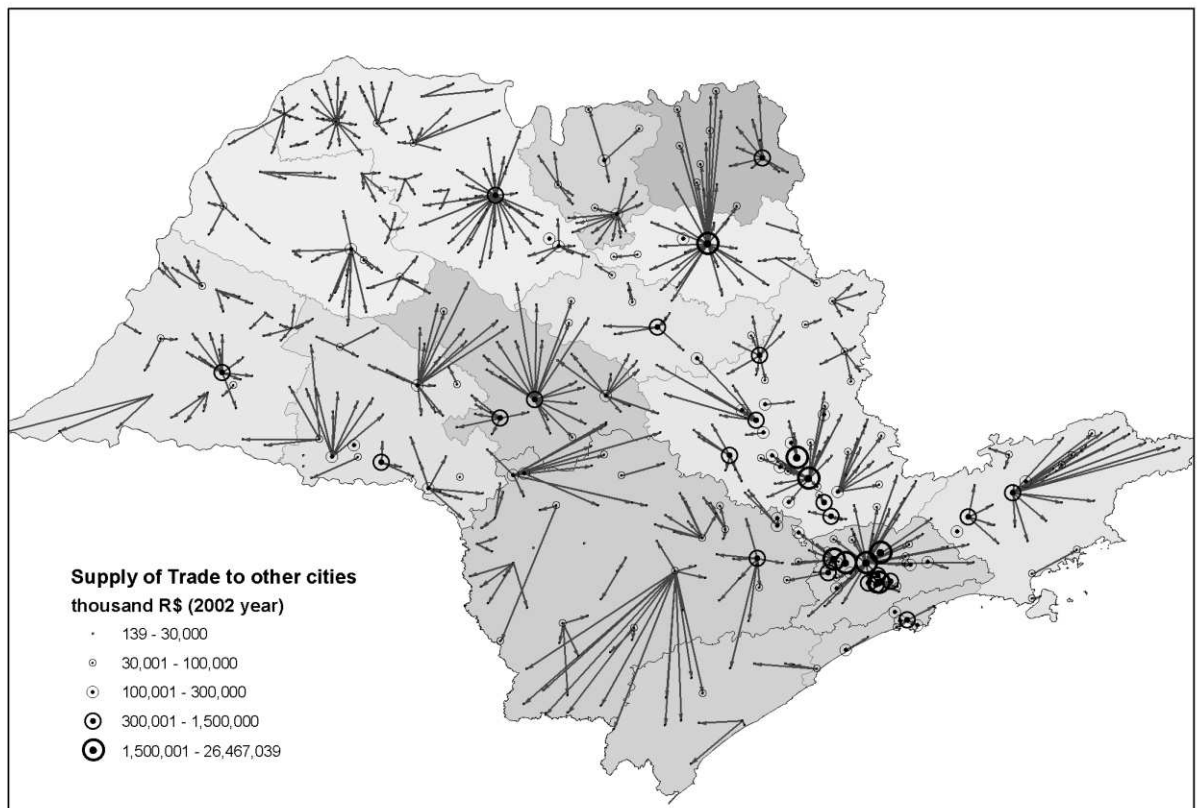 Supply of Trade to other cities
thousand R$ (2002 year)
139 - 30,000
30,001 - 100,000
100,001 - 300,000
300,001 - 1,500,000
1,500,001 - 26,467,039